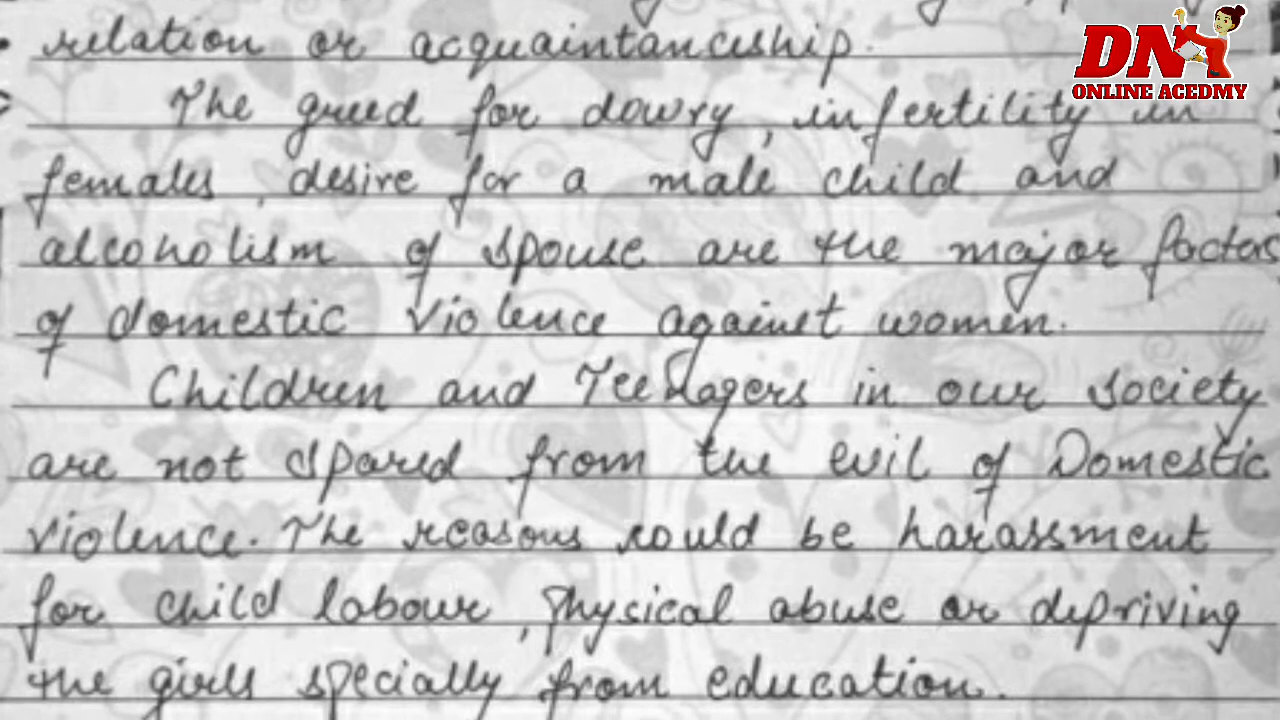 DNY
ONLINE ACEDMY
relation or acquaintanceship.
The greed for dowry, infertility in
females, desire for a male child and
alcoholism of spouse are the major factors
of domestic violence against women.
Children and Teenagers in our society
are not spared from the evil of Domestic
violence. The reasons could be harassment
for child labour, physical abuse or depriving
the girls specially from education.